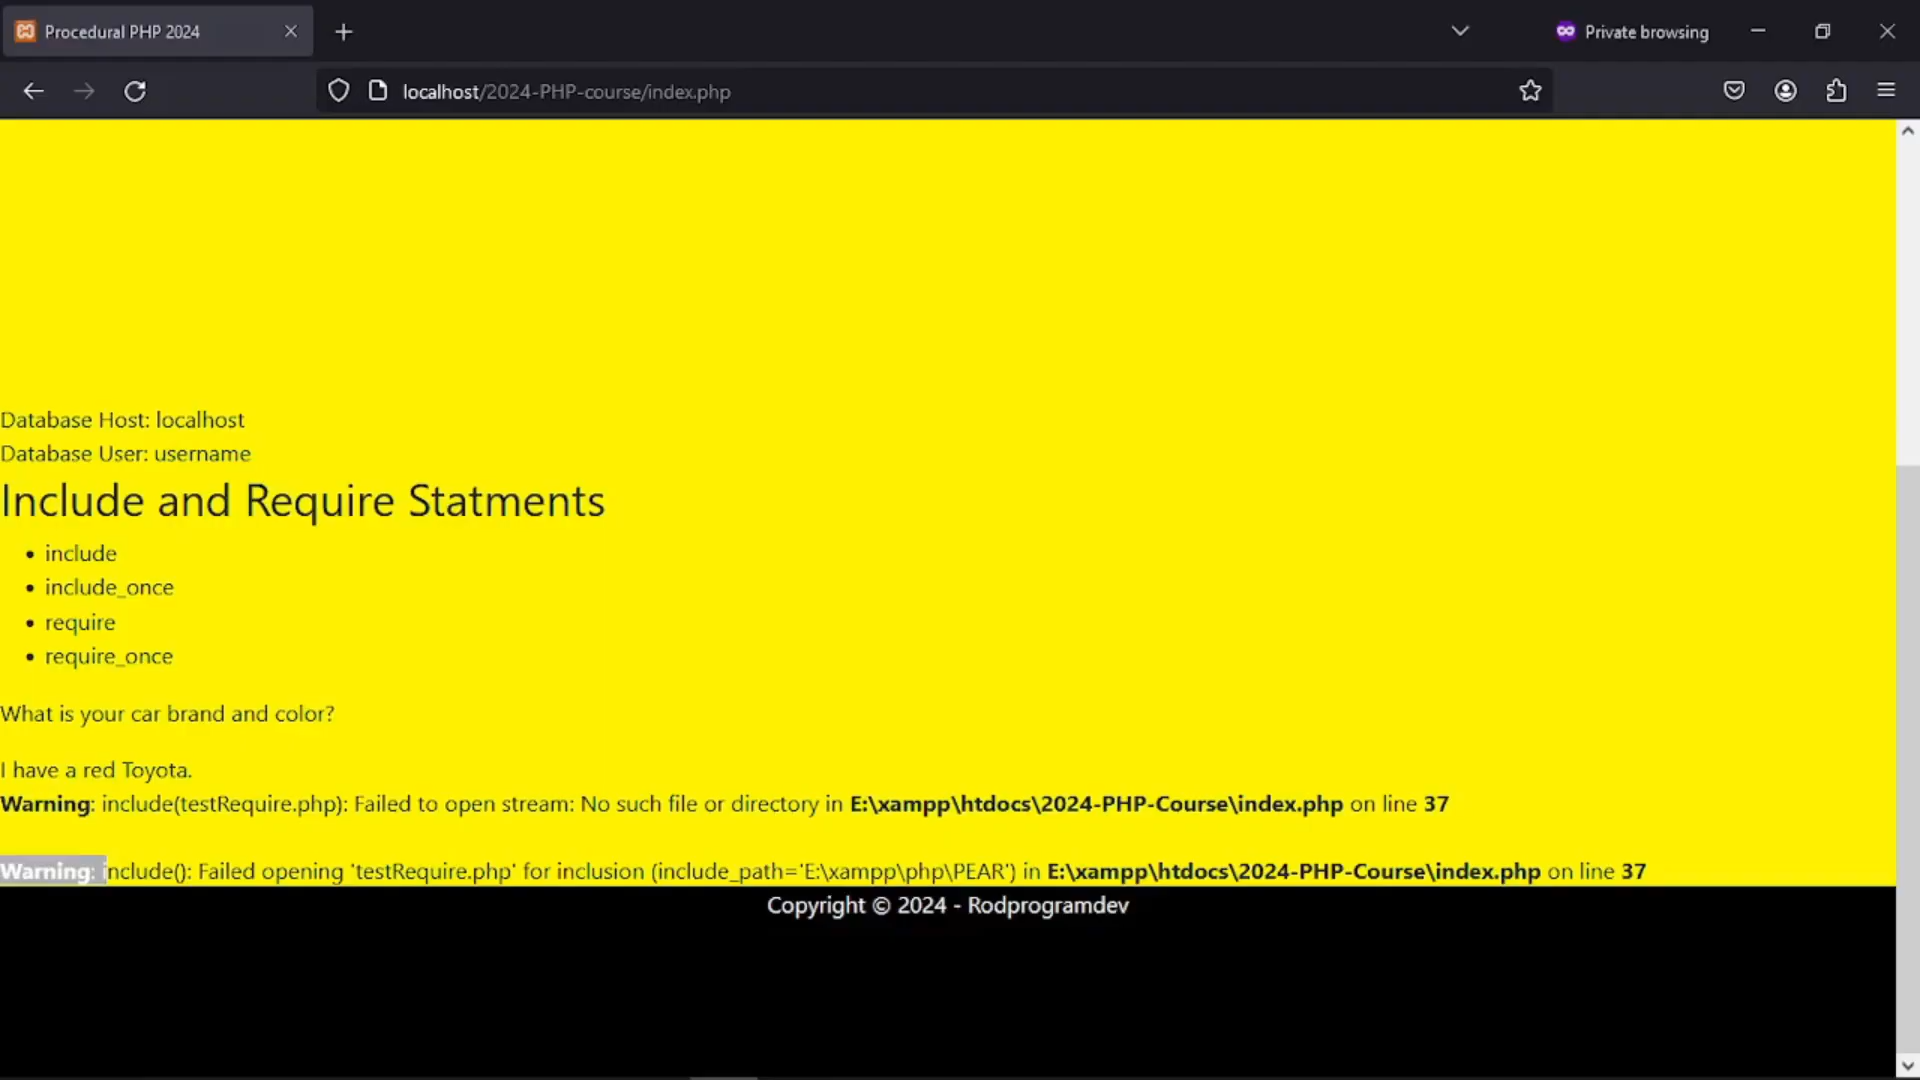 Procedural PHP 2024
Private browsing
localhost/2024-PHP-course/index.php
Database Host: localhost
Database User: username
Include and Require Statments
• include
• include_once
• require
• require_once
What is your car brand and color?
I have a red Toyota.
Warning: include(testRequire.php): Failed to open stream: No such file or directory in E:\xampp\htdocs\2024-PHP-Course\index.php on line 37
Warning: include(): Failed opening 'testRequire.php' for inclusion (include_path='E:\xampp\php\PEAR') in E:\xampp\htdocs\2024-PHP-Course\index.php on line 37
Copyright © 2024 - Rodprogramdev